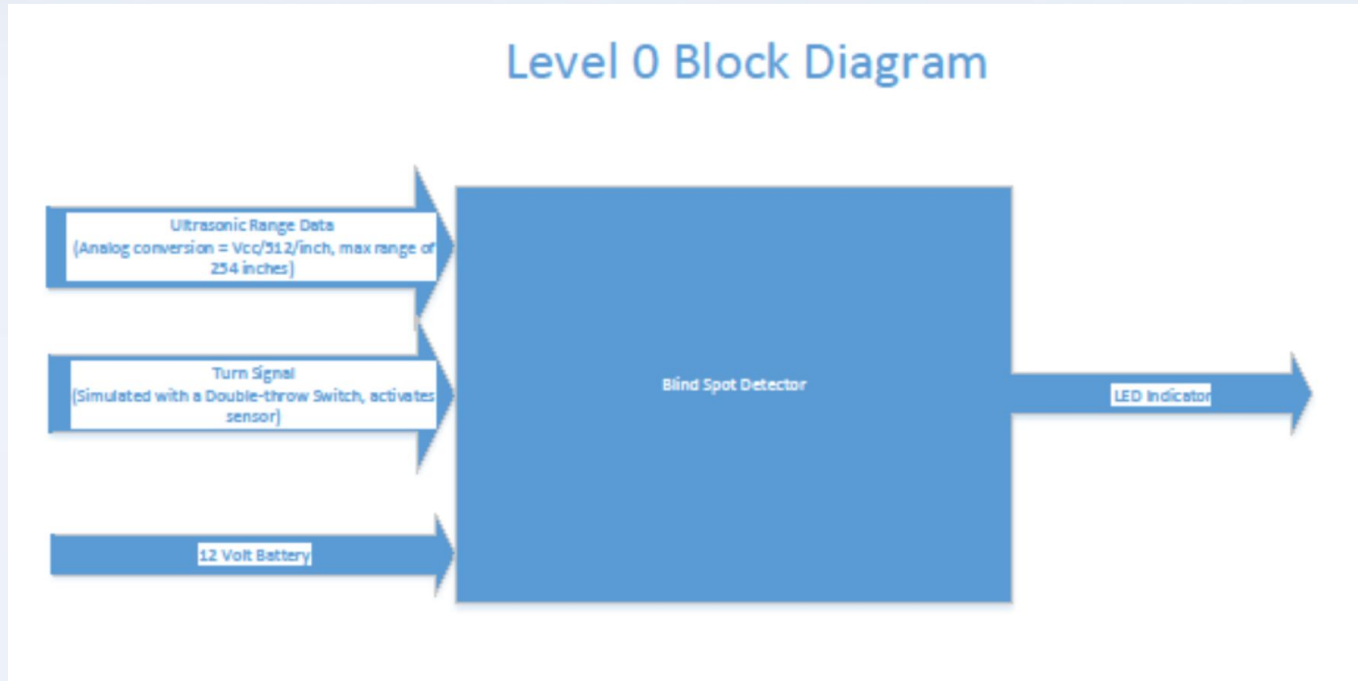 Level 0 Block Diagram
Ultrasonic Range Data
(Analog conversion = Vcc/512/inch, max range of
254 inches)
Turn Signal
(Simulated with a Double-throw Switch, activates
sensor)
Blind Spot Detector
LED Indicator
12 Volt Battery